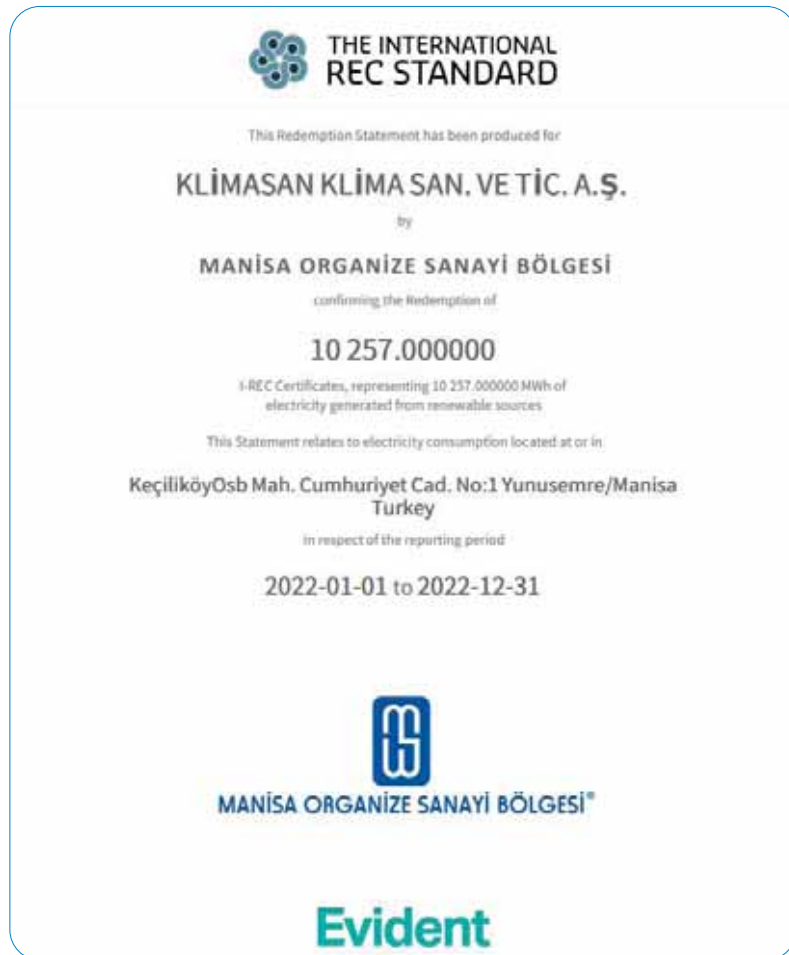 THE INTERNATIONAL
REC STANDARD
This Redemption Statement has been produced for
KLİMASAN KLİMA SAN. VE TİC. A.Ş.
by
MANİSA ORGANİZE SANAYİ BÖLGESİ
confirming the Redemption of
10 257.000000
I-REC Certificates, representing 10 257.000000 MWh of
electricity generated from renewable sources
This Statement relates to electricity consumption located at or in
KeçiliköyOsb Mah. Cumhuriyet Cad. No:1 Yunusemre/Manisa
Turkey
in respect of the reporting period
2022-01-01 to 2022-12-31
MANİSA ORGANİZE SANAYİ BÖLGESİ®
Evident